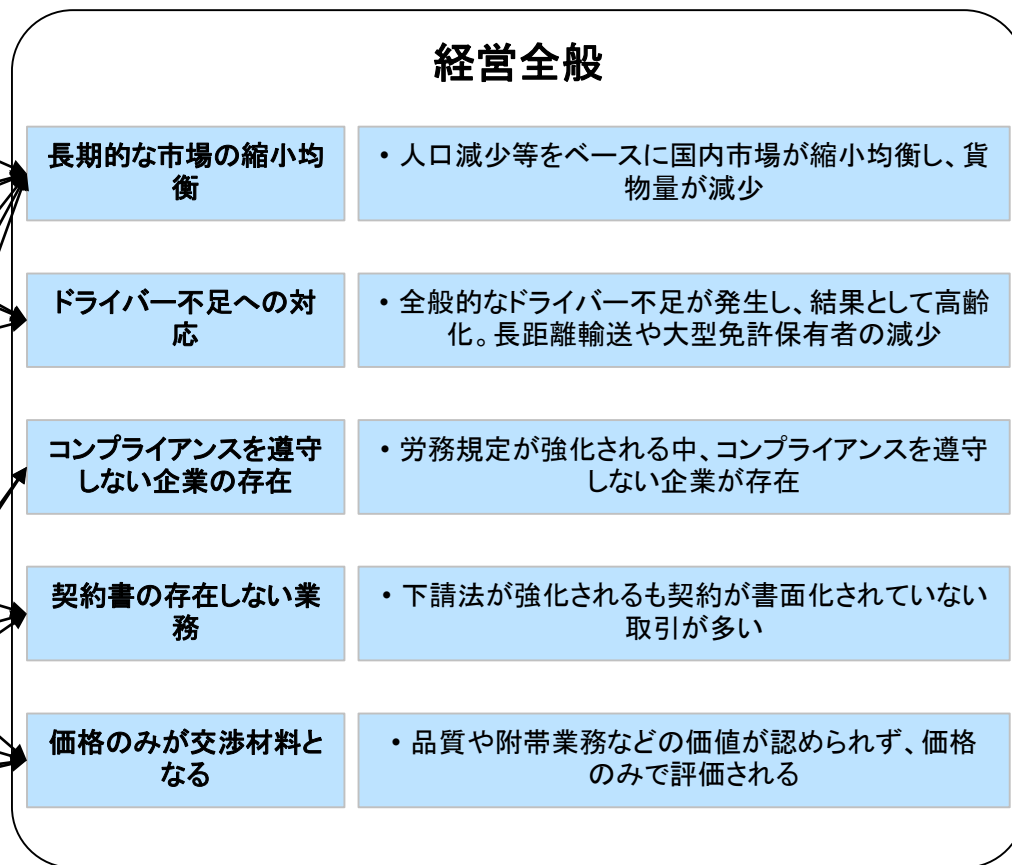 経営全般
長期的な市場の縮小均
衡
・人口減少等をベースに国内市場が縮小均衡し、貨
物量が減少
ドライバー不足への対
応
・全般的なドライバー不足が発生し、結果として高齢
化。長距離輸送や大型免許保有者の減少
コンプライアンスを遵守
しない企業の存在
・労務規定が強化される中、コンプライアンスを遵守
しない企業が存在
契約書の存在しない業
務
・下請法が強化されるも契約が書面化されていない
取引が多い
価格のみが交渉材料と
なる
・品質や附帯業務などの価値が認められず、価格
のみで評価される